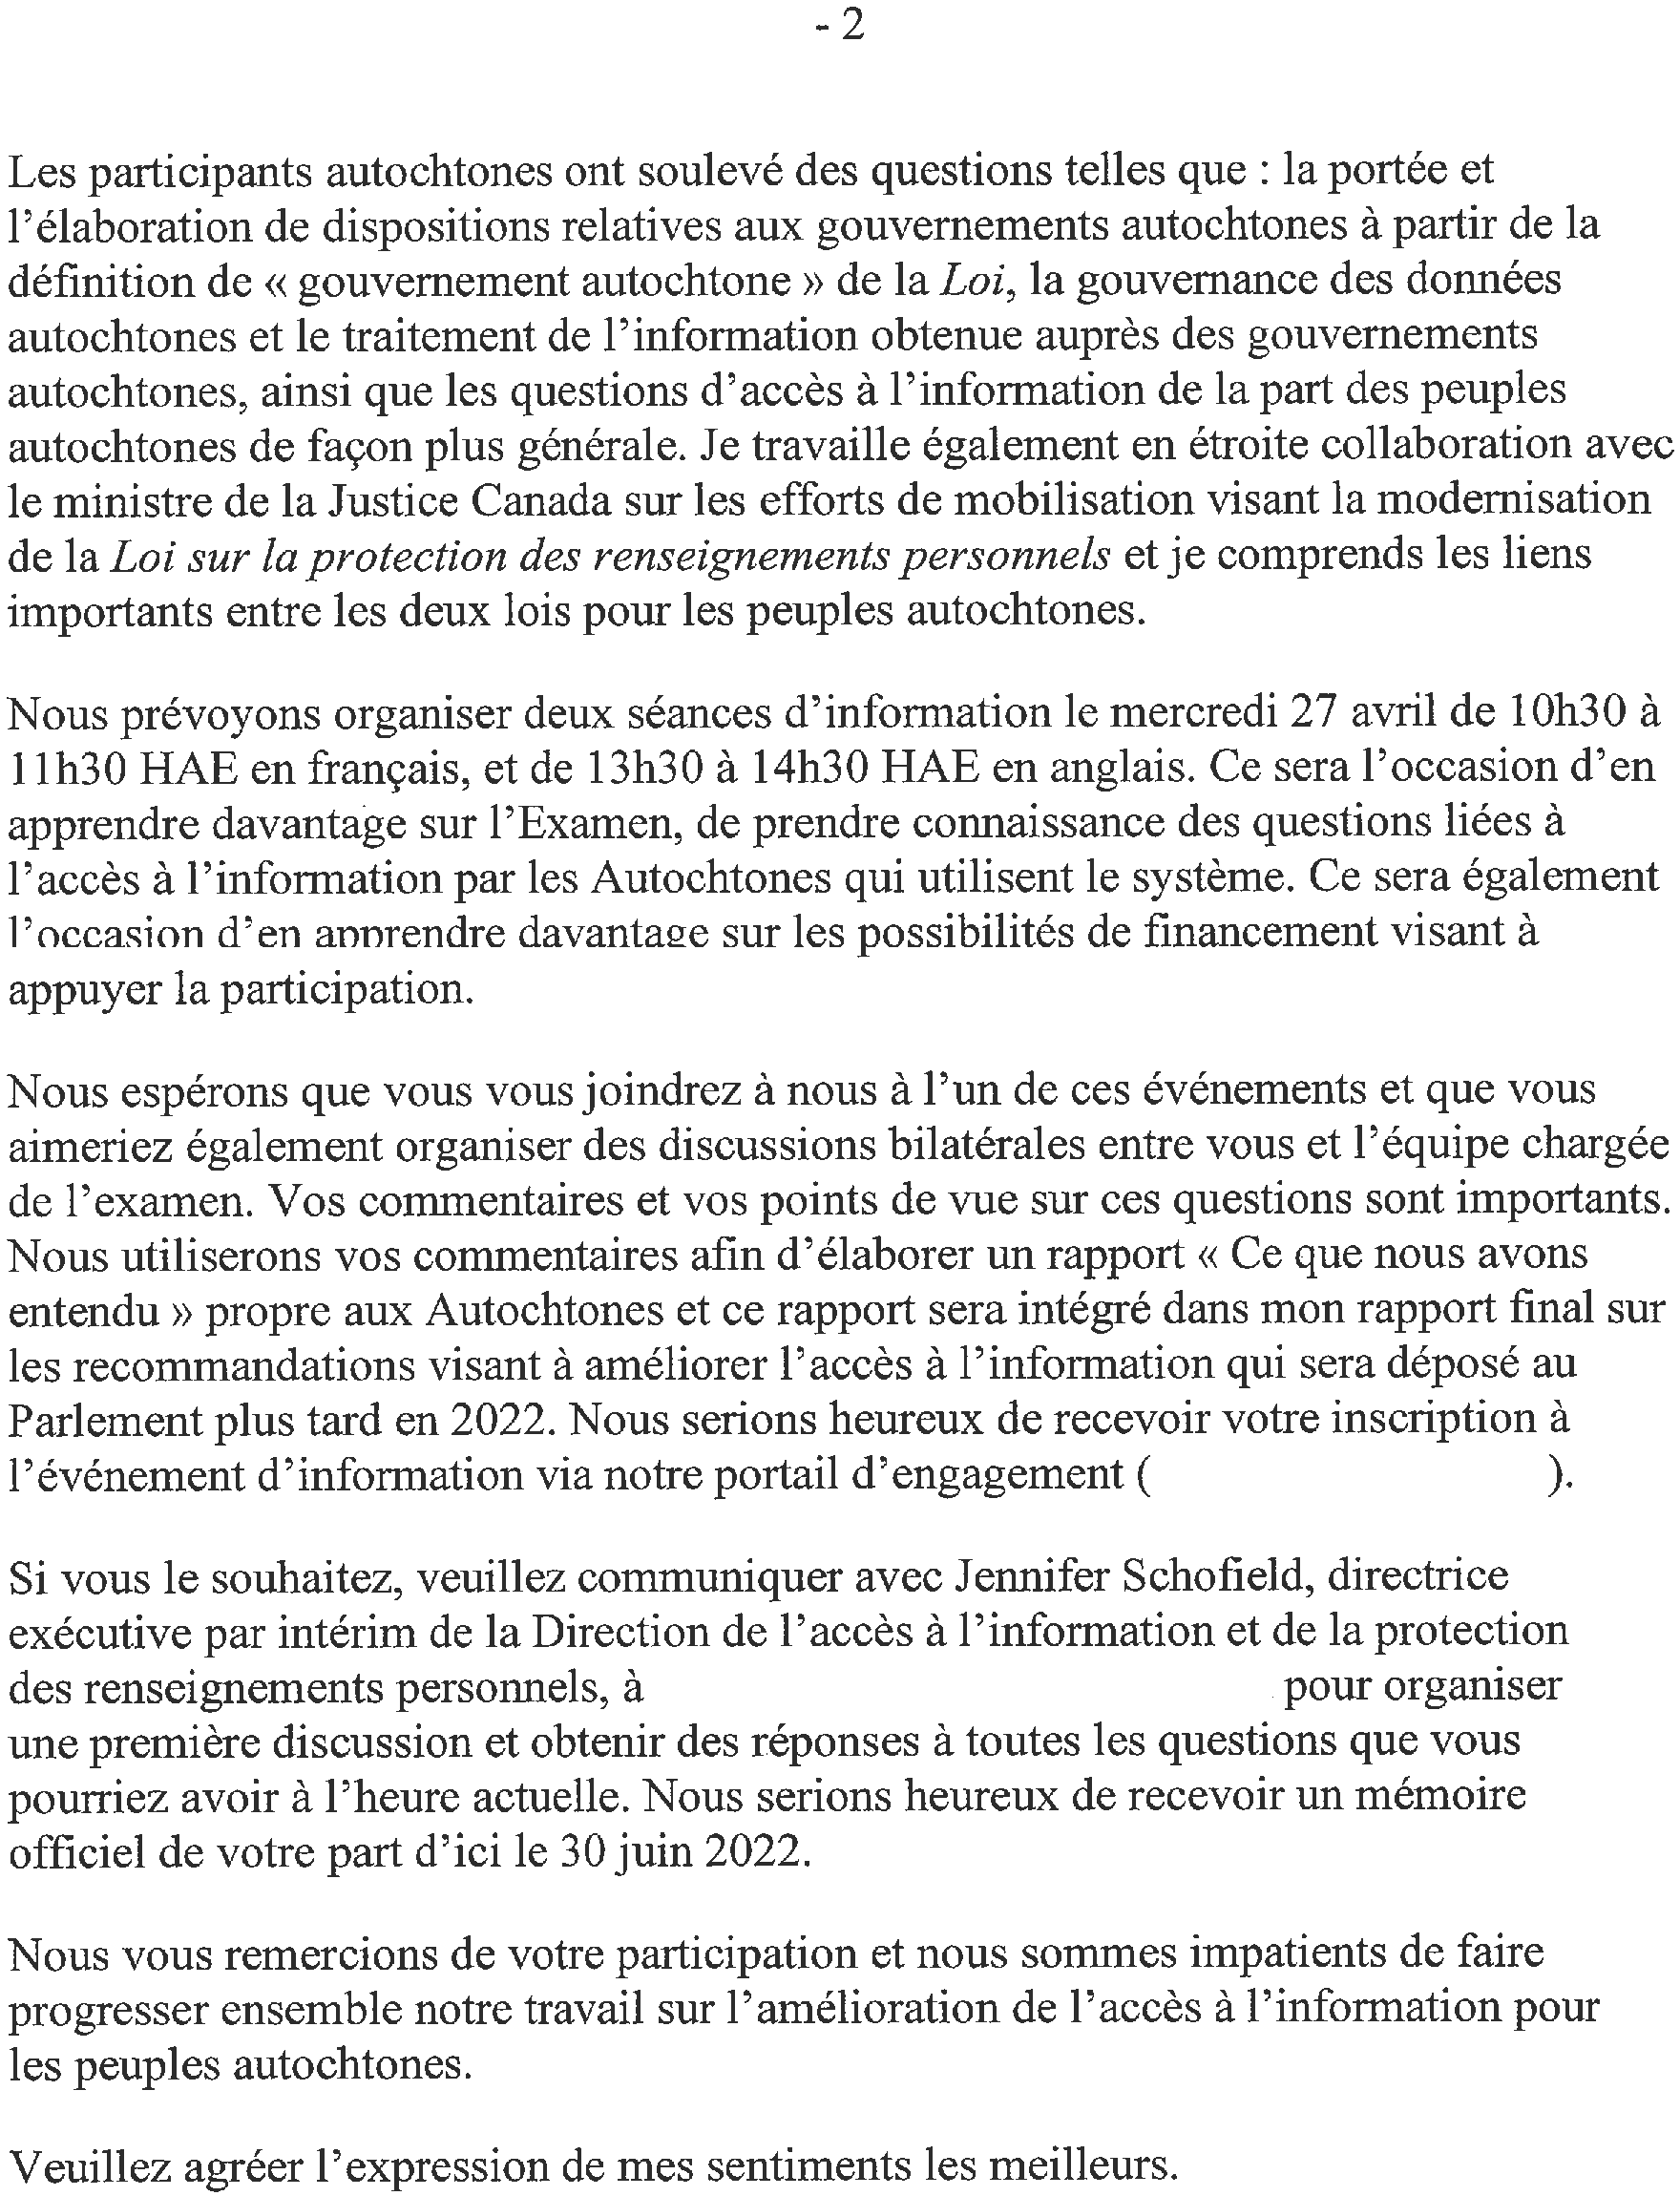 - 2
Les participants autochtones ont soulevé des questions telles que : la portée et
l'élaboration de dispositions relatives aux gouvernements autochtones à partir de la
définition de « gouvernement autochtone » de la Loi, la gouvernance des données
autochtones et le traitement de l'information obtenue auprès des gouvernements
autochtones, ainsi que les questions d'accès à l'information de la part des peuples
autochtones de façon plus générale. Je travaille également en étroite collaboration avec
le ministre de la Justice Canada sur les efforts de mobilisation visant la modernisation
de la Loi sur la protection des renseignements personnels et je comprends les liens
importants entre les deux lois pour les peuples autochtones.
Nous prévoyons organiser deux séances d'information le mercredi 27 avril de 10h30 à
11h30 HAE en français, et de 13h30 à 14h30 HAE en anglais. Ce sera l'occasion d'en
apprendre davantage sur l'Examen, de prendre connaissance des questions liées à
l'accès à l'information par les Autochtones qui utilisent le système. Ce sera également
l'occasion d'en apprendre davantage sur les possibilités de financement visant à
appuyer la participation.
Nous espérons que vous vous joindrez à nous à l'un de ces événements et que vous
aimeriez également organiser des discussions bilatérales entre vous et l'équipe chargée
de l'examen. Vos commentaires et vos points de vue sur ces questions sont importants.
Nous utiliserons vos commentaires afin d'élaborer un rapport « Ce que nous avons
entendu » propre aux Autochtones et ce rapport sera intégré dans mon rapport final sur
les recommandations visant à améliorer l'accès à l'information qui sera déposé au
Parlement plus tard en 2022. Nous serions heureux de recevoir votre inscription à
l'événement d'information via notre portail d'engagement ( ).
Si vous le souhaitez, veuillez communiquer avec Jennifer Schofield, directrice
exécutive par intérim de la Direction de l'accès à l'information et de la protection
des renseignements personnels, à pour organiser
une première discussion et obtenir des réponses à toutes les questions que vous
pourriez avoir à l'heure actuelle. Nous serions heureux de recevoir un mémoire
officiel de votre part d'ici le 30 juin 2022.
Nous vous remercions de votre participation et nous sommes impatients de faire
progresser ensemble notre travail sur l'amélioration de l'accès à l'information pour
les peuples autochtones.
Veuillez agréer l'expression de mes sentiments les meilleurs.